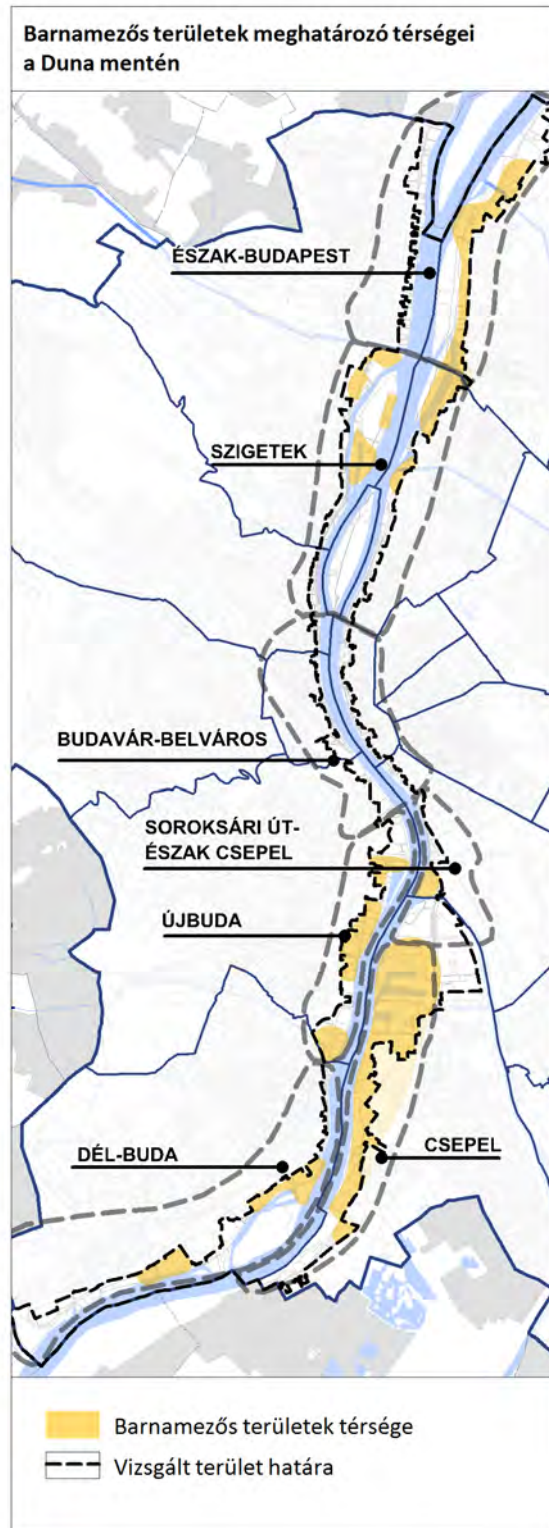 Barnamezős területek meghatározó térségei
a Duna mentén
ÉSZAK-BUDAPEST
SZIGETEK
BUDAVÁR-BELVÁROS
SOROKSÁRI ÚT-
ÉSZAK CSEPEL
ÚJBUDA
DÉL-BUDA
CSEPEL
Barnamezős területek térsége
Vizsgált terület határa